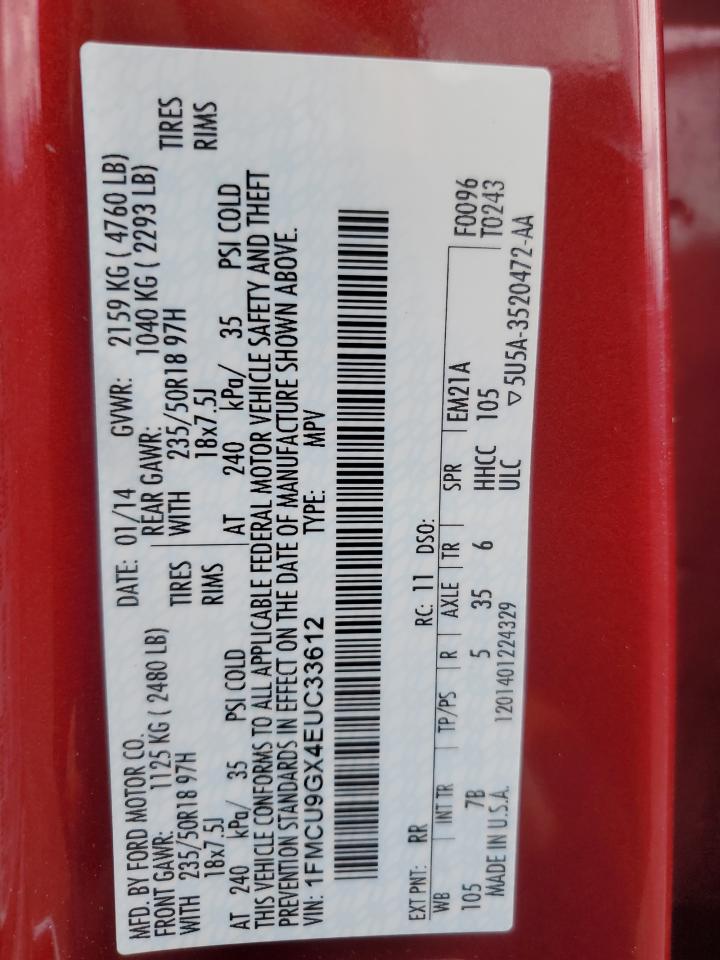 MFD. BY FORD MOTOR CO. DATE: 01/14 GVWR: 2159 KG ( 4760 LB)
FRONT GAWR: 1125 KG ( 2480 LB) REAR GAWR: 1040 KG ( 2293 LB)
WITH 235/50R18 97H TIRES WITH 235/50R18 97H TIRES
18x7.5J RIMS 18x7.5J RIMS
AT 240 kPa/ 35 PSI COLD AT 240 kPa/ 35 PSI COLD
THIS VEHICLE CONFORMS TO ALL APPLICABLE FEDERAL MOTOR VEHICLE SAFETY AND THEFT
PREVENTION STANDARDS IN EFFECT ON THE DATE OF MANUFACTURE SHOWN ABOVE.
VIN: 1FMCU9GX4EUC33612 TYPE: MPV
EXT PNT: RR RC: 11 DSO:
WB INT TR TP/PS R AXLE TR SPR EM21A F0096
105 7B 5 35 6 HHCC 105 T0243
MADE IN U.S.A. 1201401224329 ULC ▽5U5A-3520472-AA